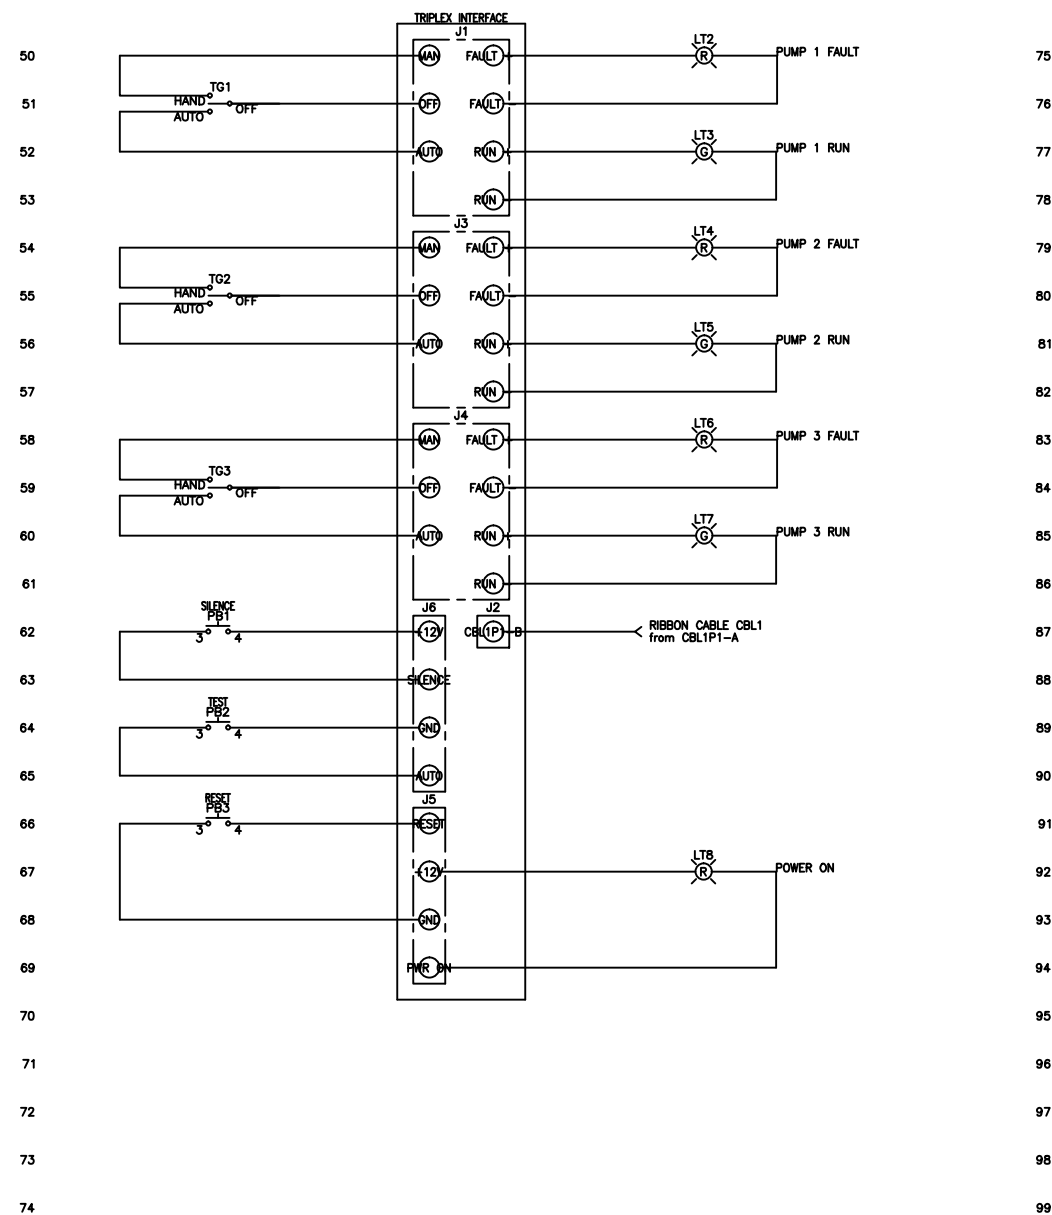 TRIPLEX INTERFACE
J1
50 MAN FAULT LT2 R PUMP 1 FAULT 75
TG1
51 HAND OFF OFF FAULT 76
AUTO
52 AUTO RUN LT3 G PUMP 1 RUN 77
53 RUN 78
J3
54 MAN FAULT LT4 R PUMP 2 FAULT 79
TG2
55 HAND OFF OFF FAULT 80
AUTO
56 AUTO RUN LT5 G PUMP 2 RUN 81
57 RUN 82
J4
58 MAN FAULT LT6 R PUMP 3 FAULT 83
TG3
59 HAND OFF OFF FAULT 84
AUTO
60 AUTO RUN LT7 G PUMP 3 RUN 85
61 RUN 86
SILENCE
PB1 J6 J2
62 3 4 +12V CBL1P1-B RIBBON CABLE CBL1 87
from CBL1P1-A
63 SILENCE 88
TEST
PB2
64 3 4 GND 89
65 AUTO 90
RESET J5
PB3
66 3 4 RESET 91
67 +12V LT8 R POWER ON 92
68 GND 93
69 PWR ON 94
70 95
71 96
72 97
73 98
74 99